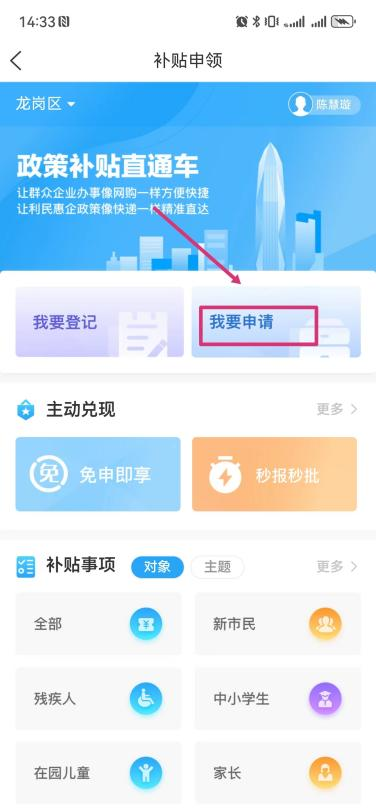 14:33
补贴申领
龙岗区
陈慧璇
政策补贴直通车
让群众企业办事像网购一样方便快捷
让利民惠企政策像快递一样精准直达
我要登记
我要申请
主动兑现
更多
免
免申即享
秒报秒批
补贴事项
对象
主题
更多
全部
新市民
残疾人
中小学生
在园儿童
家长